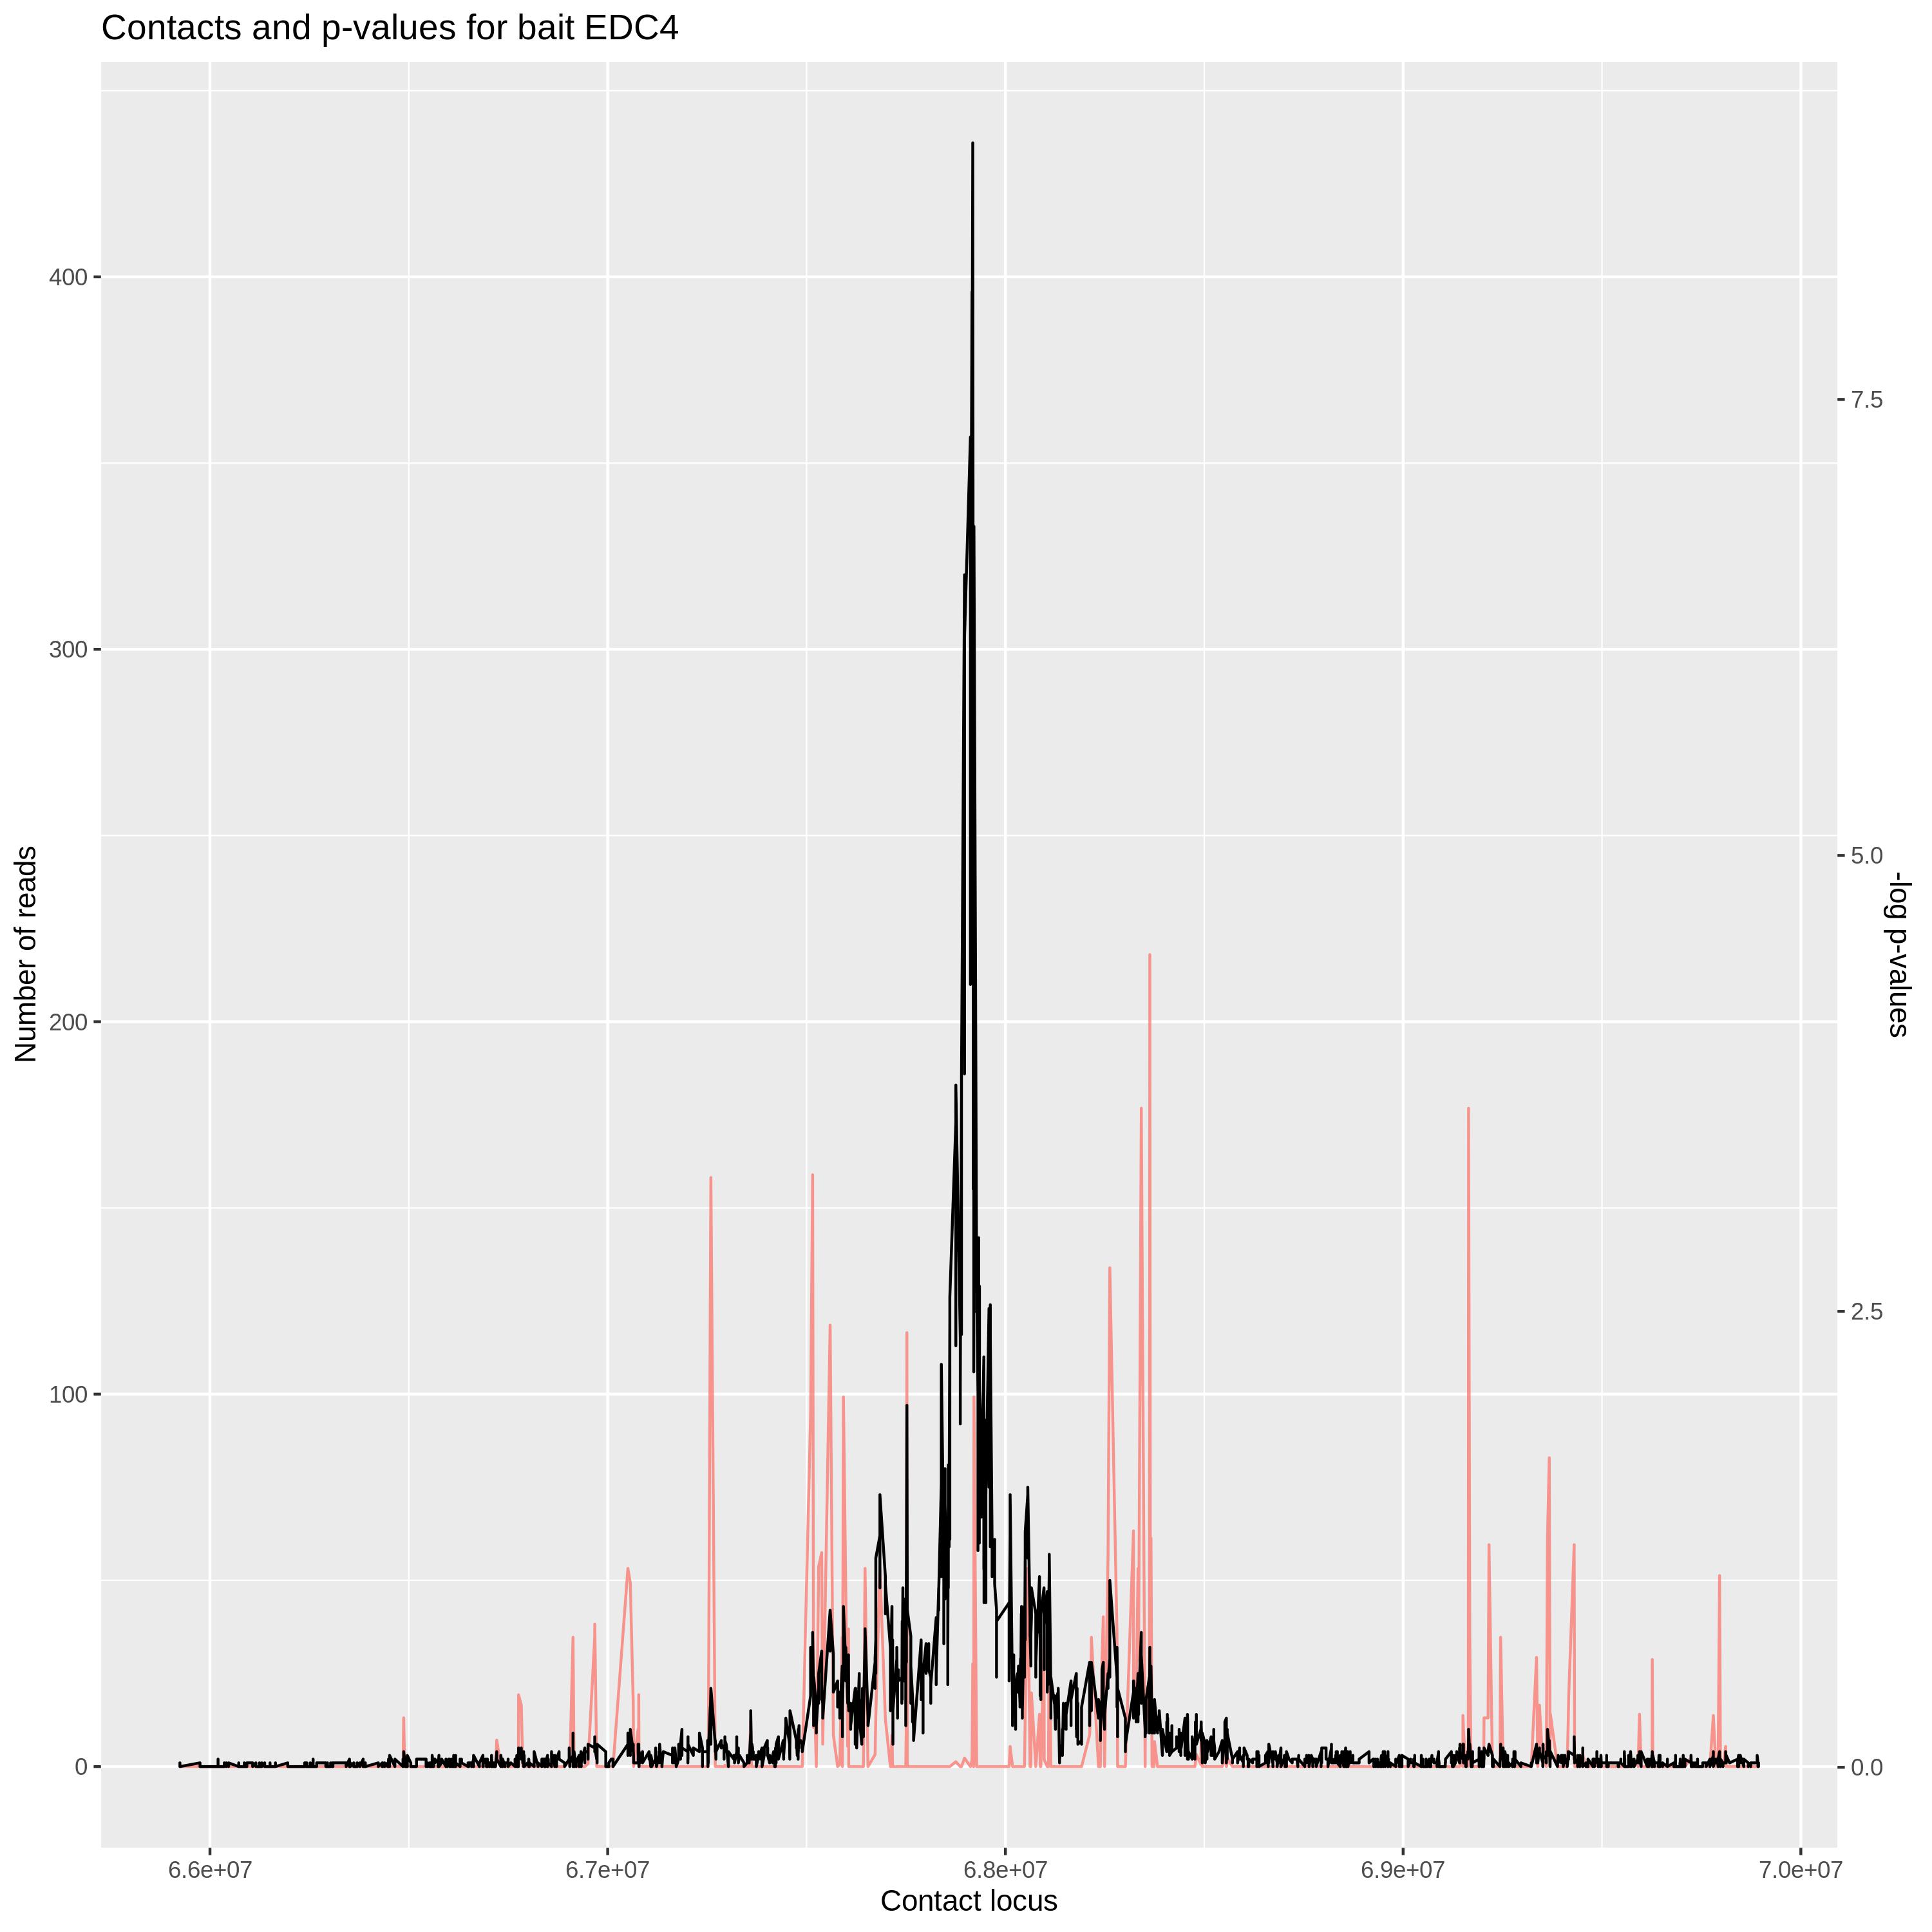 Contacts and p-values for bait EDC4
Number of reads
400
300
200
100
0
7.5
5.0
2.5
0.0
-log p-values
6.6e+07
6.7e+07
6.8e+07
6.9e+07
7.0e+07
Contact locus